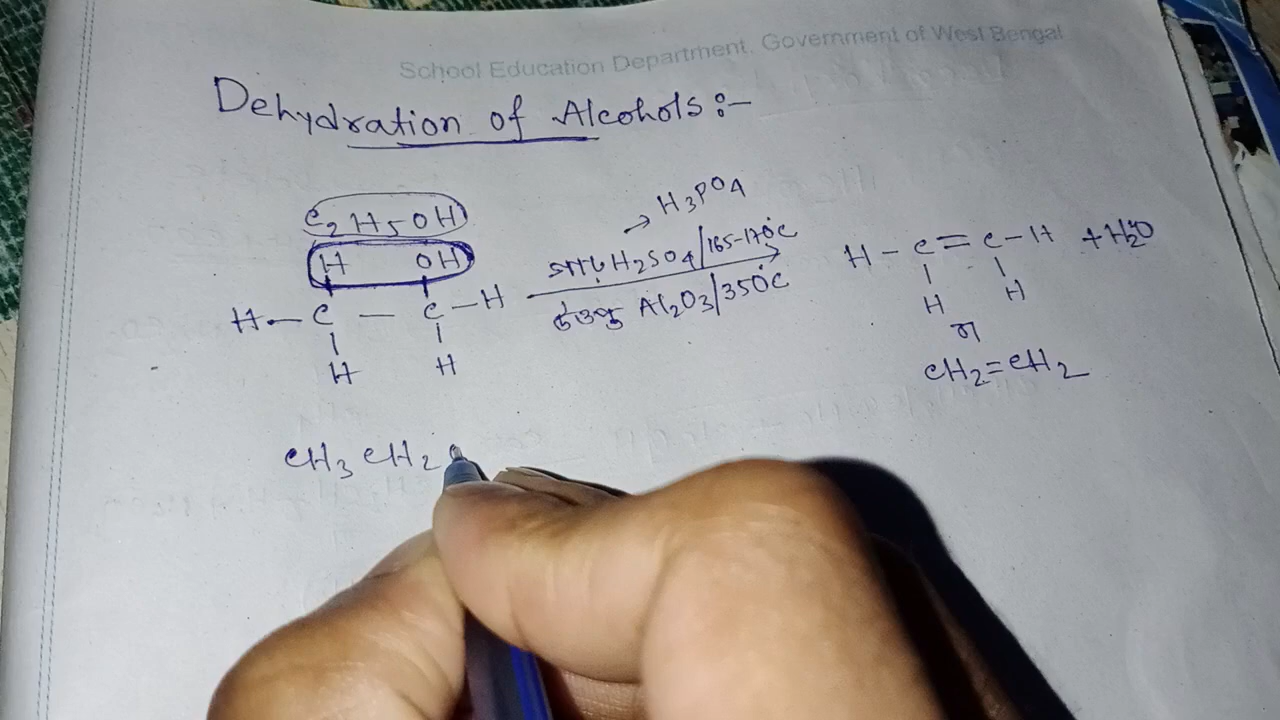 School Education Department, Government of West Bengal
Dehydration of Alcohols :-
C2H5OH
→ H3PO4
H OH
গাঢ় H2SO4/165-170°C
H - C - C - H
উত্তপ্ত Al2O3/350°C
H H
H - C = C - H + H2O
H H
বা
CH2=CH2
CH3 CH2